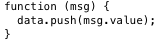 function (msg) {
  data.push(msg.value);
}